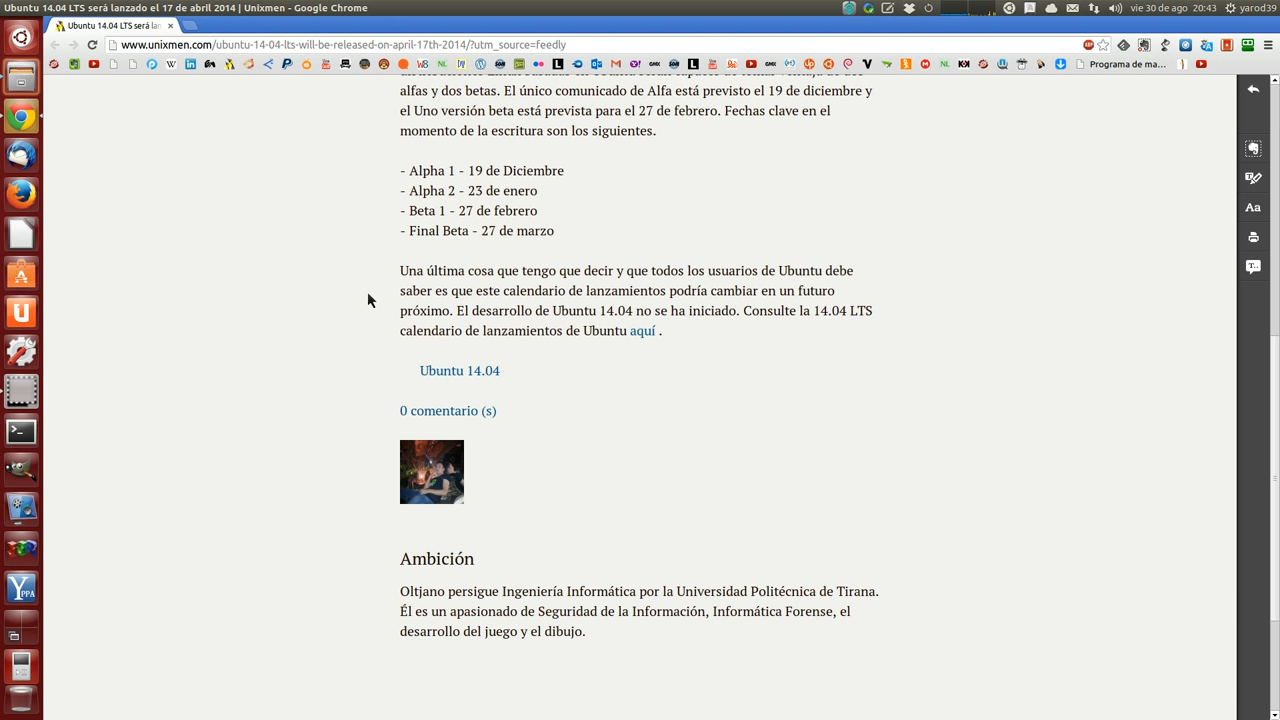 Ubuntu 14.04 LTS será lanzado el 17 de abril 2014 | Unixmen - Google Chrome
vie 30 de ago
20:43
yarod39
Ubuntu 14.04 LTS será lan
www.unixmen.com/ubuntu-14-04-lts-will-be-released-on-april-17th-2014/?utm_source=feedly
Programa de ma...
alfas y dos betas. El único comunicado de Alfa está previsto el 19 de diciembre y
el Uno versión beta está prevista para el 27 de febrero. Fechas clave en el
momento de la escritura son los siguientes.
- Alpha 1 - 19 de Diciembre
- Alpha 2 - 23 de enero
- Beta 1 - 27 de febrero
- Final Beta - 27 de marzo
Una última cosa que tengo que decir y que todos los usuarios de Ubuntu debe
saber es que este calendario de lanzamientos podría cambiar en un futuro
próximo. El desarrollo de Ubuntu 14.04 no se ha iniciado. Consulte la 14.04 LTS
calendario de lanzamientos de Ubuntu aquí .
Ubuntu 14.04
0 comentario (s)
Ambición
Oltjano persigue Ingeniería Informática por la Universidad Politécnica de Tirana.
Él es un apasionado de Seguridad de la Información, Informática Forense, el
desarrollo del juego y el dibujo.
Aa